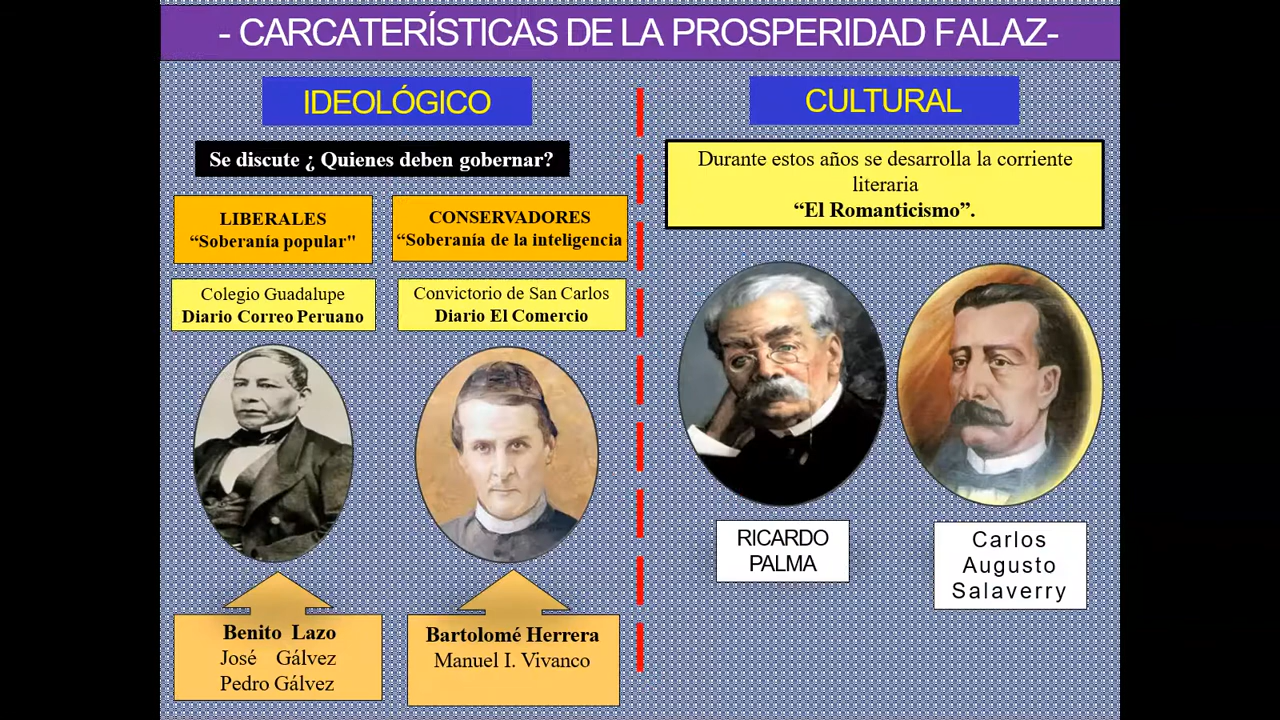 - CARCATERÍSTICAS DE LA PROSPERIDAD FALAZ-
IDEOLÓGICO
Se discute ¿ Quienes deben gobernar?
LIBERALES
“Soberanía popular"
CONSERVADORES
“Soberanía de la inteligencia
Colegio Guadalupe
Diario Correo Peruano
Convictorio de San Carlos
Diario El Comercio
Benito Lazo
José Gálvez
Pedro Gálvez
Bartolomé Herrera
Manuel I. Vivanco
CULTURAL
Durante estos años se desarrolla la corriente
literaria
“El Romanticismo”.
RICARDO
PALMA
Carlos
Augusto
Salaverry